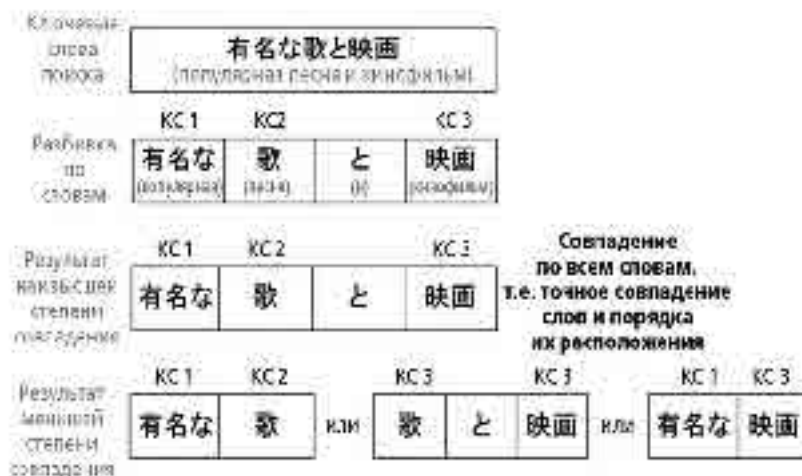 Ключевые
слова
поиска
有名な歌と映画
(популярная песня и кинофильм)
КС 1 КС2 КС 3
Разбивка
по
словам
有名な 歌 と 映画
(популярная) (песня) (и) (кинофильм)
КС 1 КС 2 КС 3
Результат
наивысшей
степени
совпадения
有名な 歌 と 映画
Совпадение
по всем словам,
т.е. точное совпадение
слов и порядка
их расположения
КС 1 КС 2 КС 3 КС 3 КС 1 КС 3
Результат
меньшей
степени
совпадения
有名な 歌 или 歌 と 映画 или 有名な 映画